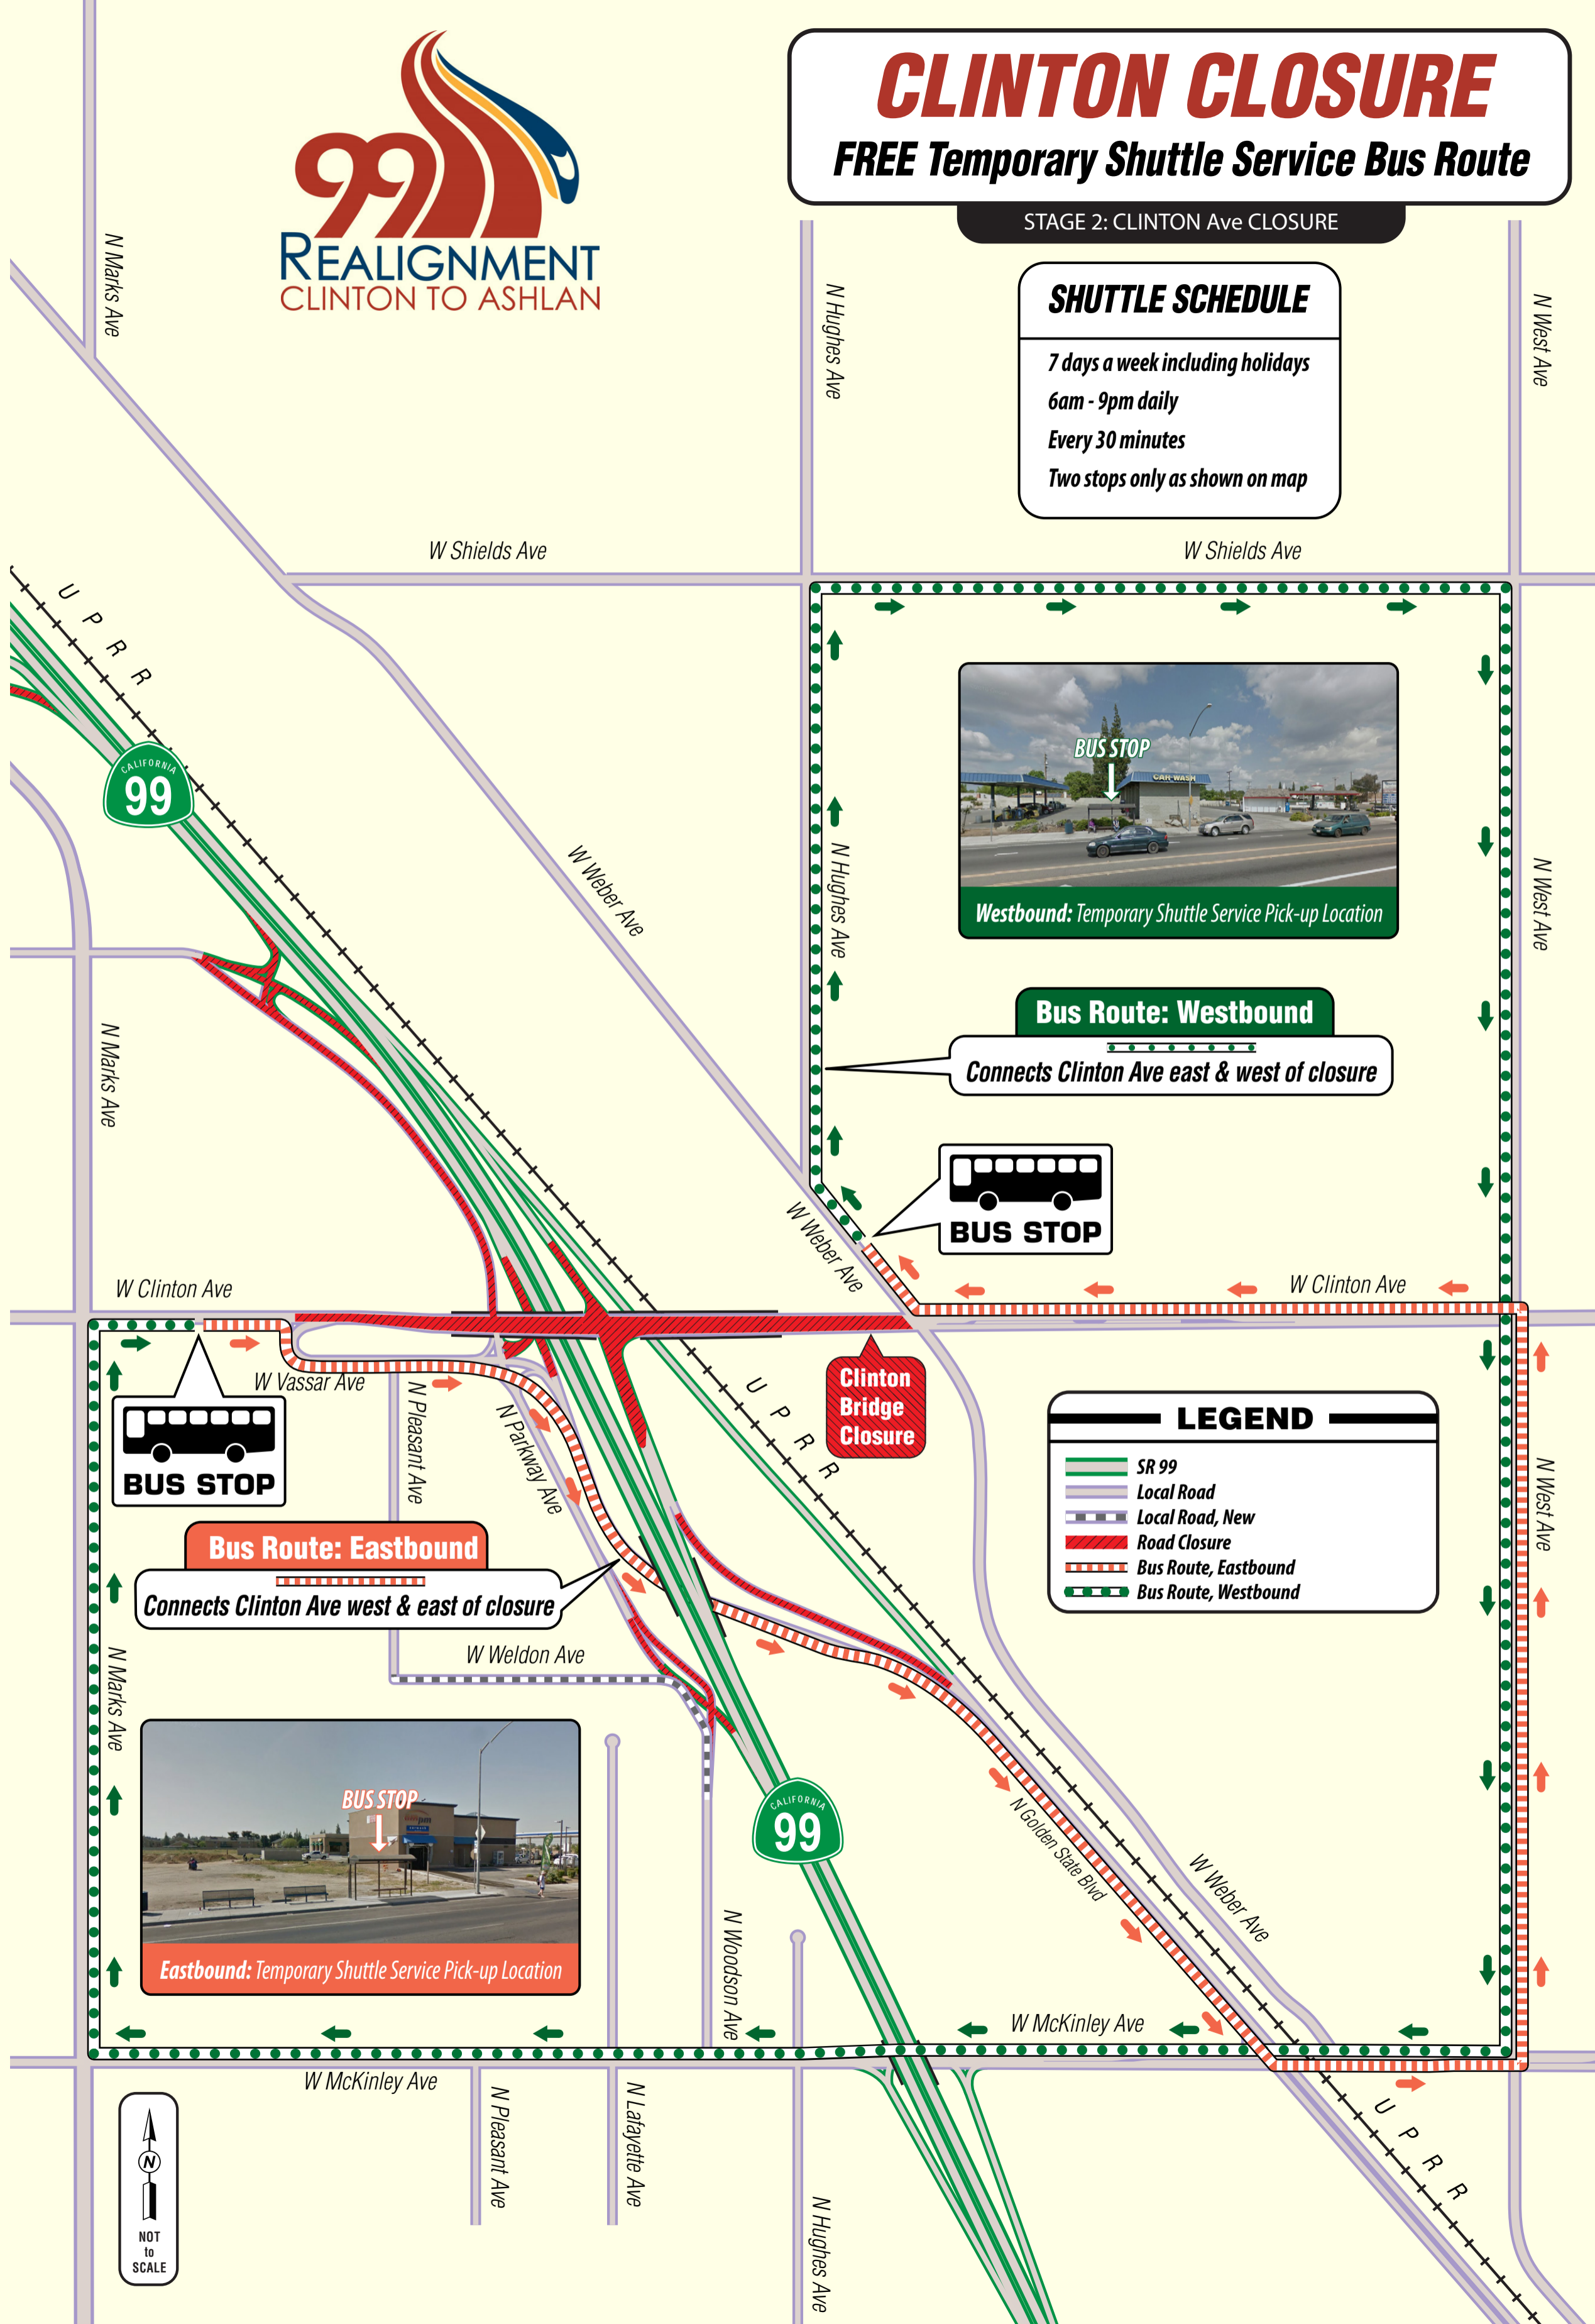 99
REALIGNMENT
CLINTON TO ASHLAN
CLINTON CLOSURE
FREE Temporary Shuttle Service Bus Route
STAGE 2: CLINTON Ave CLOSURE
SHUTTLE SCHEDULE
7 days a week including holidays
6am - 9pm daily
Every 30 minutes
Two stops only as shown on map
N Marks Ave
N Hughes Ave
N West Ave
W Shields Ave
W Shields Ave
UPRR
CALIFORNIA
99
BUS STOP
CAR WASH
Westbound: Temporary Shuttle Service Pick-up Location
W Weber Ave
N Hughes Ave
N West Ave
Bus Route: Westbound
Connects Clinton Ave east & west of closure
N Marks Ave
BUS STOP
W Weber Ave
W Clinton Ave
W Clinton Ave
W Vassar Ave
N Pleasant Ave
N Parkway Ave
UPRR
Clinton
Bridge
Closure
BUS STOP
LEGEND
SR 99
Local Road
Local Road, New
Road Closure
Bus Route, Eastbound
Bus Route, Westbound
N West Ave
Bus Route: Eastbound
Connects Clinton Ave west & east of closure
W Weldon Ave
N Marks Ave
BUS STOP
Eastbound: Temporary Shuttle Service Pick-up Location
CALIFORNIA
99
N Golden State Blvd
W Weber Ave
N Woodson Ave
W McKinley Ave
W McKinley Ave
N Pleasant Ave
N Lafayette Ave
N Hughes Ave
UPRR
N
NOT
to
SCALE